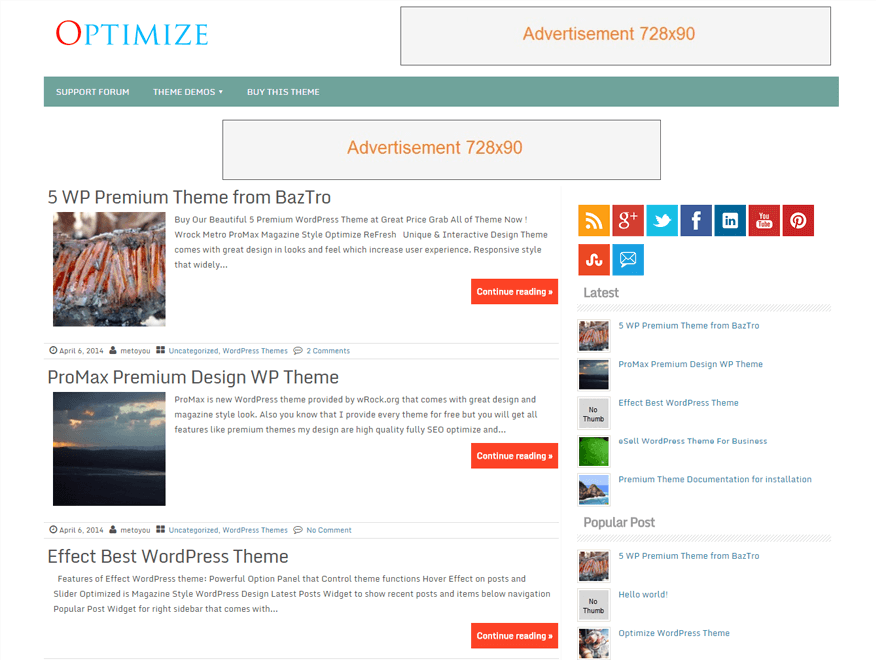 OPTIMIZE
Advertisement 728x90
SUPPORT FORUM THEME DEMOS BUY THIS THEME
Advertisement 728x90
5 WP Premium Theme from BazTro
Buy Our Beautiful 5 Premium WordPress Theme at Great Price Grab All of Theme Now !
Wrock Metro ProMax Magazine Style Optimize ReFresh Unique & Interactive Design Theme
comes with great design in looks and feel which increase user experience. Responsive style
that widely...
Continue reading »
April 6, 2014 metoyou Uncategorized, WordPress Themes 2 Comments
ProMax Premium Design WP Theme
ProMax is new WordPress theme provided by wRock.org that comes with great design and
magazine style look. Also you know that I provide every theme for free but you will get all
features like premium themes my design are high quality fully SEO optimize and...
Continue reading »
April 6, 2014 metoyou Uncategorized, WordPress Themes No Comment
Effect Best WordPress Theme
Features of Effect WordPress theme: Powerful Option Panel that Control theme functions Hover Effect on posts and
Slider Optimized is Magazine Style WordPress Design Latest Posts Widget to show recent posts and items below navigation
Popular Post Widget for right sidebar that comes with...
Continue reading »
g+ f in You Tube
Latest
5 WP Premium Theme from BazTro
ProMax Premium Design WP Theme
No
Thumb
Effect Best WordPress Theme
eSell WordPress Theme For Business
Premium Theme Documentation for installation
Popular Post
5 WP Premium Theme from BazTro
No
Thumb
Hello world!
Optimize WordPress Theme